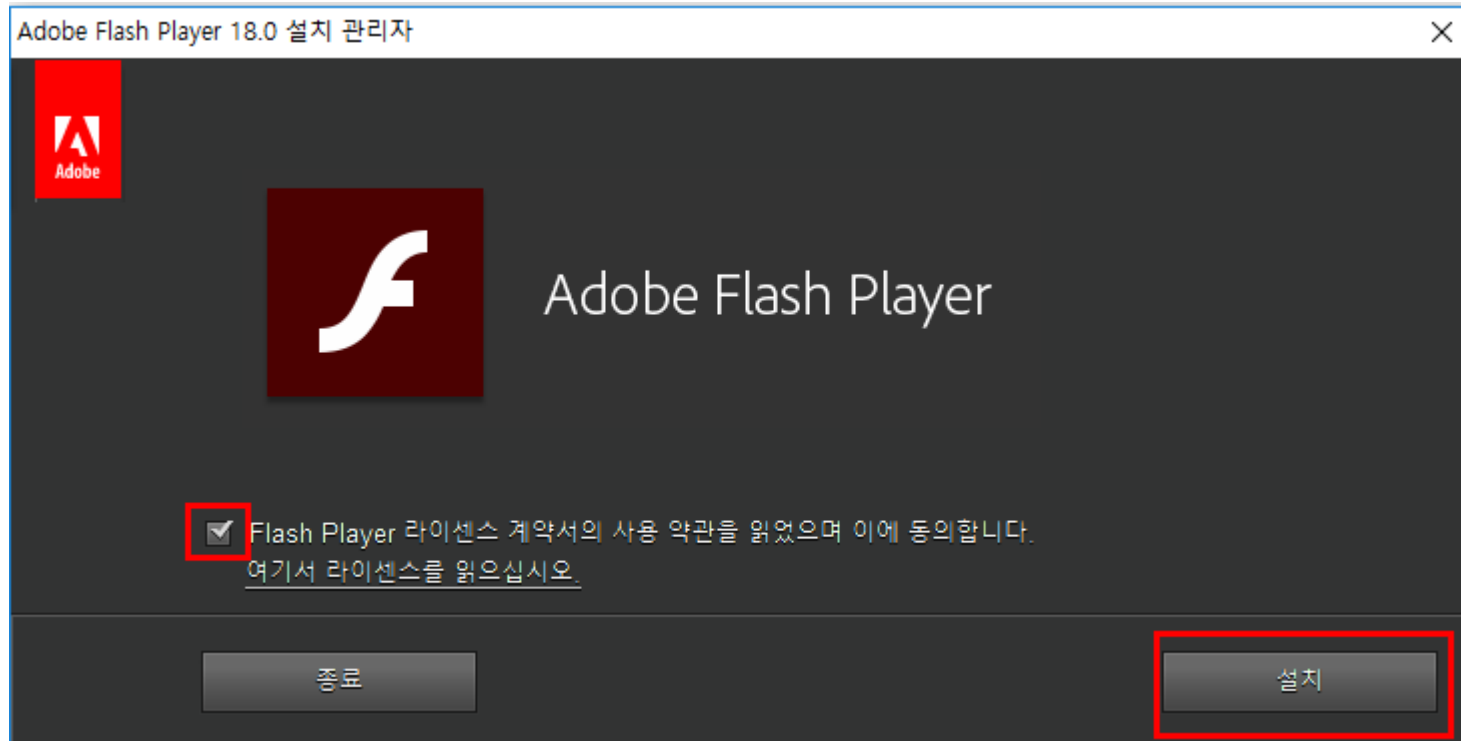 Adobe Flash Player 18.0 설치 관리자
Adobe
Adobe Flash Player
Flash Player 라이센스 계약서의 사용 약관을 읽었으며 이에 동의합니다.
여기서 라이센스를 읽으십시오.
종료
설치